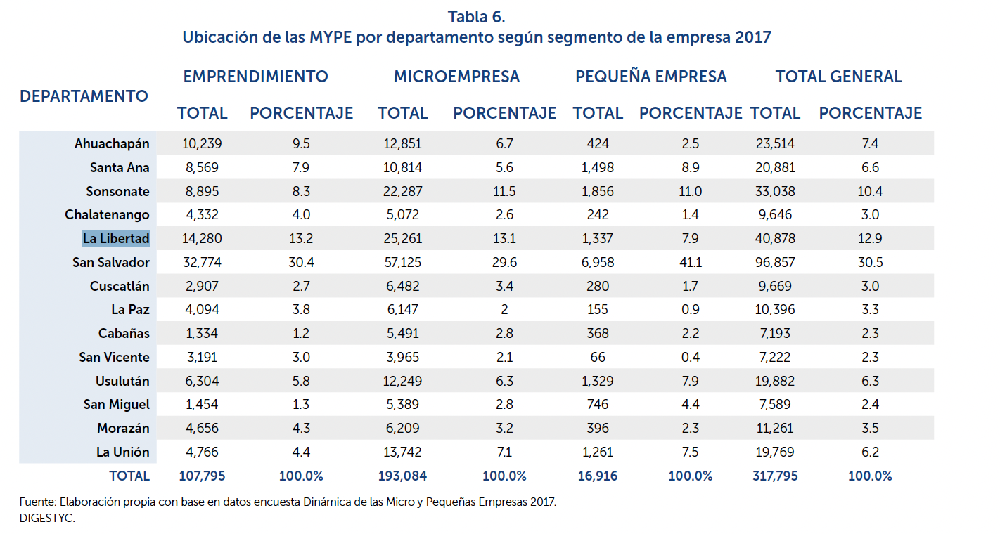 Tabla 6.
Ubicación de las MYPE por departamento según segmento de la empresa 2017
DEPARTAMENTO EMPRENDIMIENTO MICROEMPRESA PEQUEÑA EMPRESA TOTAL GENERAL
TOTAL PORCENTAJE TOTAL PORCENTAJE TOTAL PORCENTAJE TOTAL PORCENTAJE
Ahuachapán 10,239 9.5 12,851 6.7 424 2.5 23,514 7.4
Santa Ana 8,569 7.9 10,814 5.6 1,498 8.9 20,881 6.6
Sonsonate 8,895 8.3 22,287 11.5 1,856 11.0 33,038 10.4
Chalatenango 4,332 4.0 5,072 2.6 242 1.4 9,646 3.0
La Libertad 14,280 13.2 25,261 13.1 1,337 7.9 40,878 12.9
San Salvador 32,774 30.4 57,125 29.6 6,958 41.1 96,857 30.5
Cuscatlán 2,907 2.7 6,482 3.4 280 1.7 9,669 3.0
La Paz 4,094 3.8 6,147 2 155 0.9 10,396 3.3
Cabañas 1,334 1.2 5,491 2.8 368 2.2 7,193 2.3
San Vicente 3,191 3.0 3,965 2.1 66 0.4 7,222 2.3
Usulután 6,304 5.8 12,249 6.3 1,329 7.9 19,882 6.3
San Miguel 1,454 1.3 5,389 2.8 746 4.4 7,589 2.4
Morazán 4,656 4.3 6,209 3.2 396 2.3 11,261 3.5
La Unión 4,766 4.4 13,742 7.1 1,261 7.5 19,769 6.2
TOTAL 107,795 100.0% 193,084 100.0% 16,916 100.0% 317,795 100.0%
Fuente: Elaboración propia con base en datos encuesta Dinámica de las Micro y Pequeñas Empresas 2017.
DIGESTYC.